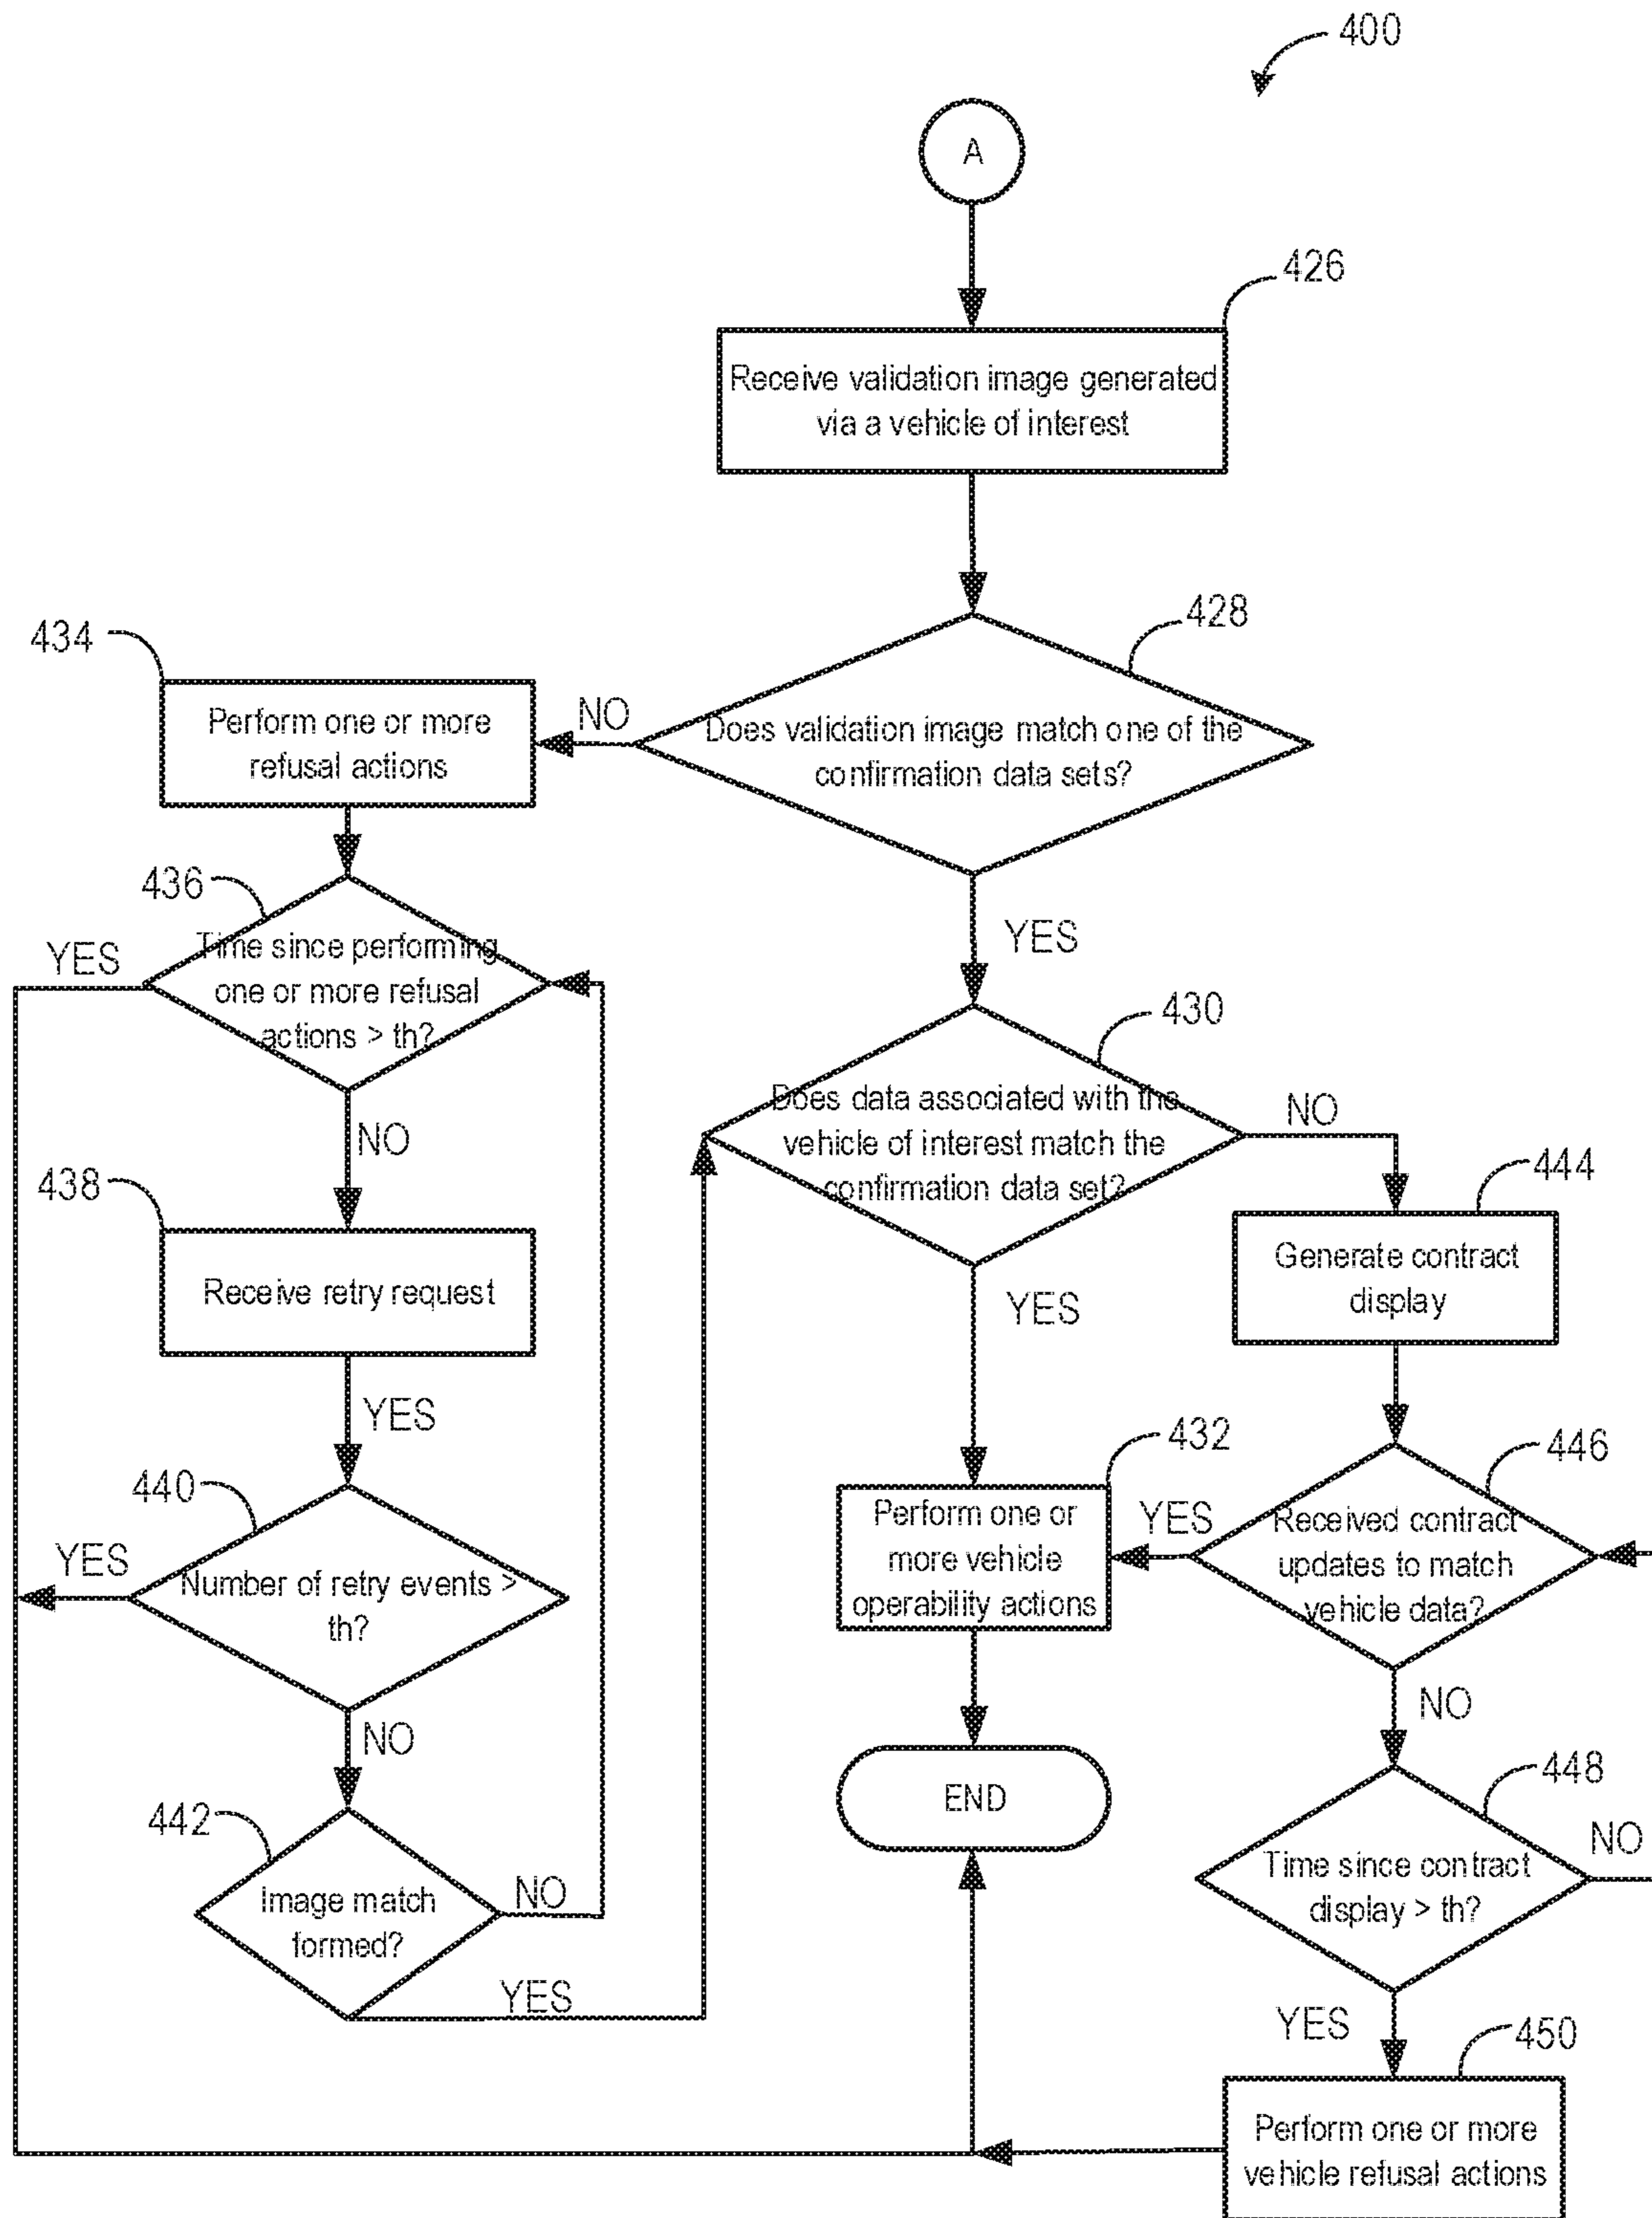 400
A
426
Receive validation image generated
via a vehicle of interest
428
Does validation image match one of the
confirmation data sets?
NO
434
Perform one or more
refusal actions
436
Time since performing
one or more refusal
actions > th?
YES
NO
438
Receive retry request
YES
440
Number of retry events >
th?
YES
NO
442
Image match
formed?
NO
YES
YES
430
Does data associated with the
vehicle of interest match the
confirmation data set?
NO
YES
444
Generate contract
display
432
Perform one or
more vehicle
operability actions
YES
446
Received contract
updates to match
vehicle data?
NO
END
448
Time since contract
display > th?
NO
YES
450
Perform one or more
vehicle refusal actions